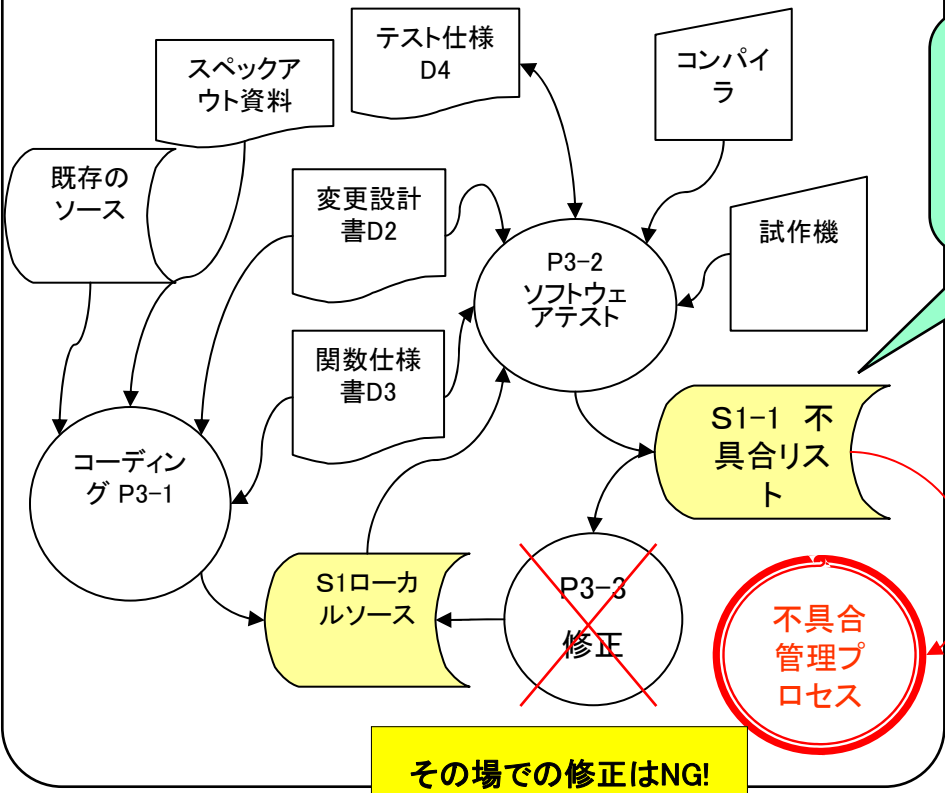 テスト仕様
D4
コンパイ
ラ
スペックア
ウト資料
既存の
ソース
変更設計
書D2
試作機
P3-2
ソフトウェ
アテスト
関数仕様
書D3
S1-1 不
具合リス
ト
コーディン
グ P3-1
S1ローカ
ルソース
P3-3
修正
不具合
管理プ
ロセス
その場での修正はNG!